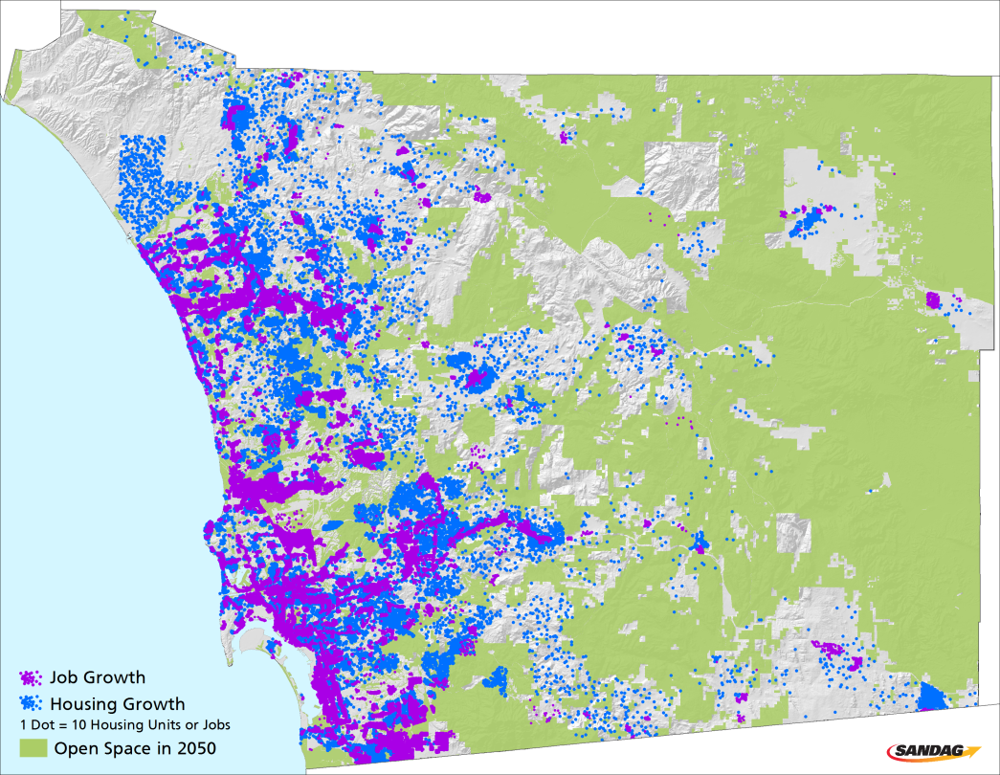 Job Growth
Housing Growth
1 Dot = 10 Housing Units or Jobs
Open Space in 2050
SANDAG